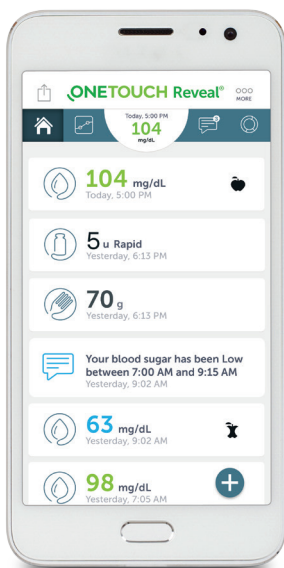 ONETOUCH Reveal®
MORE
Today, 5:00 PM
104
mg/dL
104 mg/dL
Today, 5:00 PM
5 u Rapid
Yesterday, 6:13 PM
70 g
Yesterday, 6:13 PM
Your blood sugar has been Low
between 7:00 AM and 9:15 AM
Yesterday, 9:02 AM
63 mg/dL
Yesterday, 9:02 AM
98 mg/dL
Yesterday, 7:05 AM